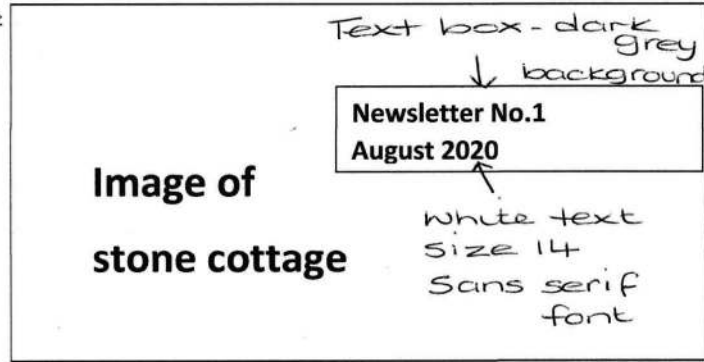 Text box - dark
grey
background
Newsletter No.1
August 2020
Image of
stone cottage
white text
size 14
Sans serif
font